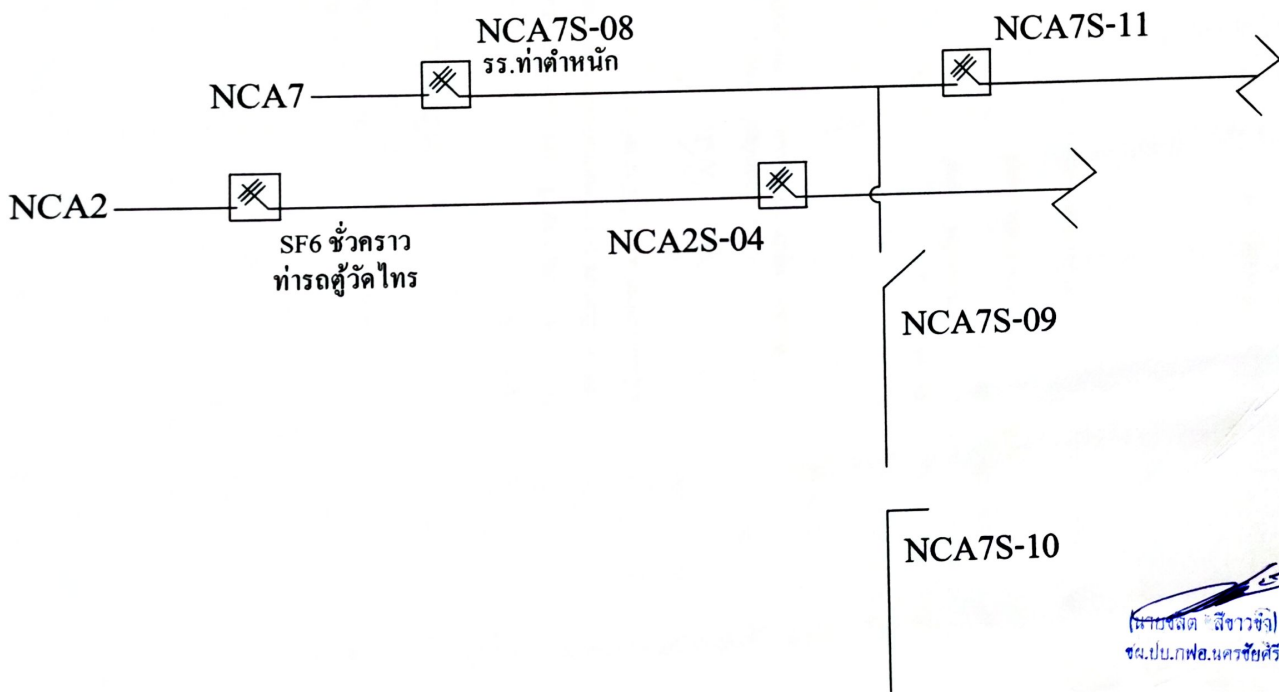 NCA7S-08
รร.ท่าตำหนัก
NCA7S-11
NCA7
NCA2
SF6 ชั่วคราว
ท่ารถตู้วัดไทร
NCA2S-04
NCA7S-09
NCA7S-10
ชผ.ปบ.กฟอ.นครชัยศรี